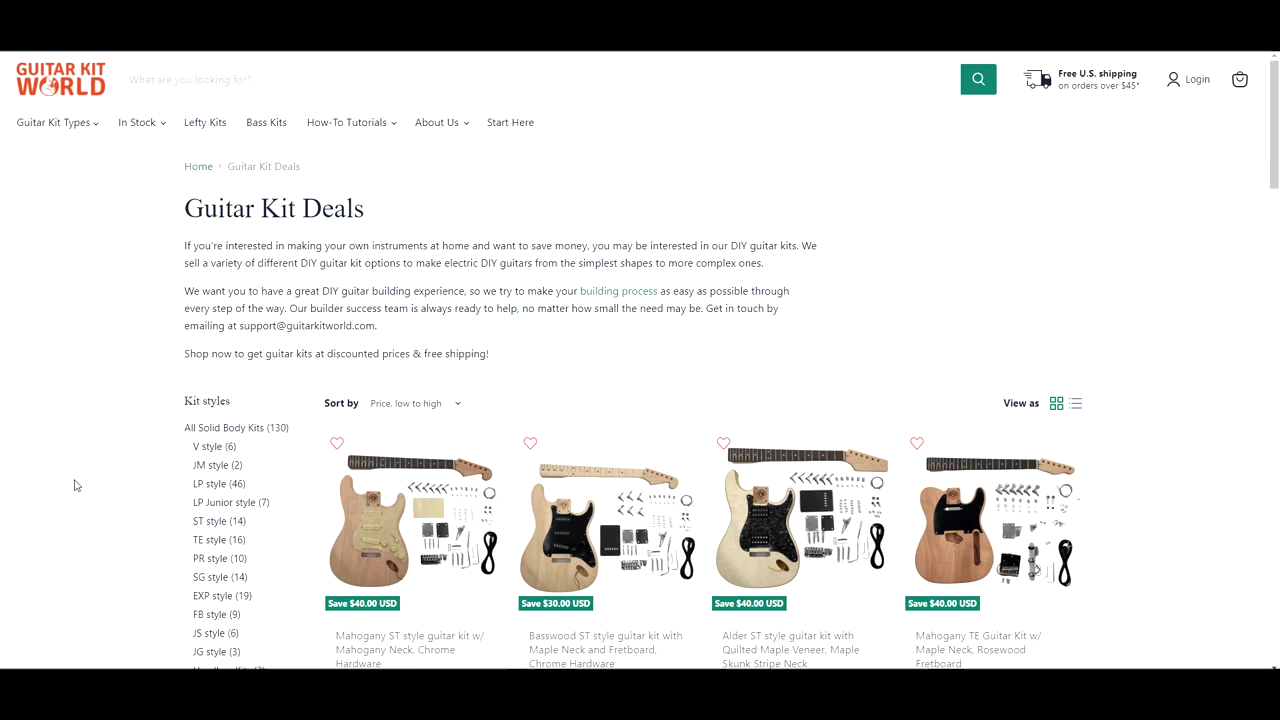 GUITAR KIT
WORLD
What are you looking for?
Free U.S. shipping
on orders over $45*
Login
Guitar Kit Types
In Stock
Lefty Kits
Bass Kits
How-To Tutorials
About Us
Start Here
Home › Guitar Kit Deals
Guitar Kit Deals
If you're interested in making your own instruments at home and want to save money, you may be interested in our DIY guitar kits. We
sell a variety of different DIY guitar kit options to make electric DIY guitars from the simplest shapes to more complex ones.
We want you to have a great DIY guitar building experience, so we try to make your building process as easy as possible through
every step of the way. Our builder success team is always ready to help, no matter how small the need may be. Get in touch by
emailing at support@guitarkitworld.com.
Shop now to get guitar kits at discounted prices & free shipping!
Kit styles
All Solid Body Kits (130)
V style (6)
JM style (2)
LP style (46)
LP Junior style (7)
ST style (14)
TE style (16)
PR style (10)
SG style (14)
EXP style (19)
FB style (9)
JS style (6)
JG style (3)
Sort by Price, low to high
View as
Save $40.00 USD
Mahogany ST style guitar kit w/
Mahogany Neck, Chrome
Hardware
Save $30.00 USD
Basswood ST style guitar kit with
Maple Neck and Fretboard,
Chrome Hardware
Save $40.00 USD
Alder ST style guitar kit with
Quilted Maple Veneer, Maple
Skunk Stripe Neck
Save $40.00 USD
Mahogany TE Guitar Kit w/
Maple Neck, Rosewood
Fretboard